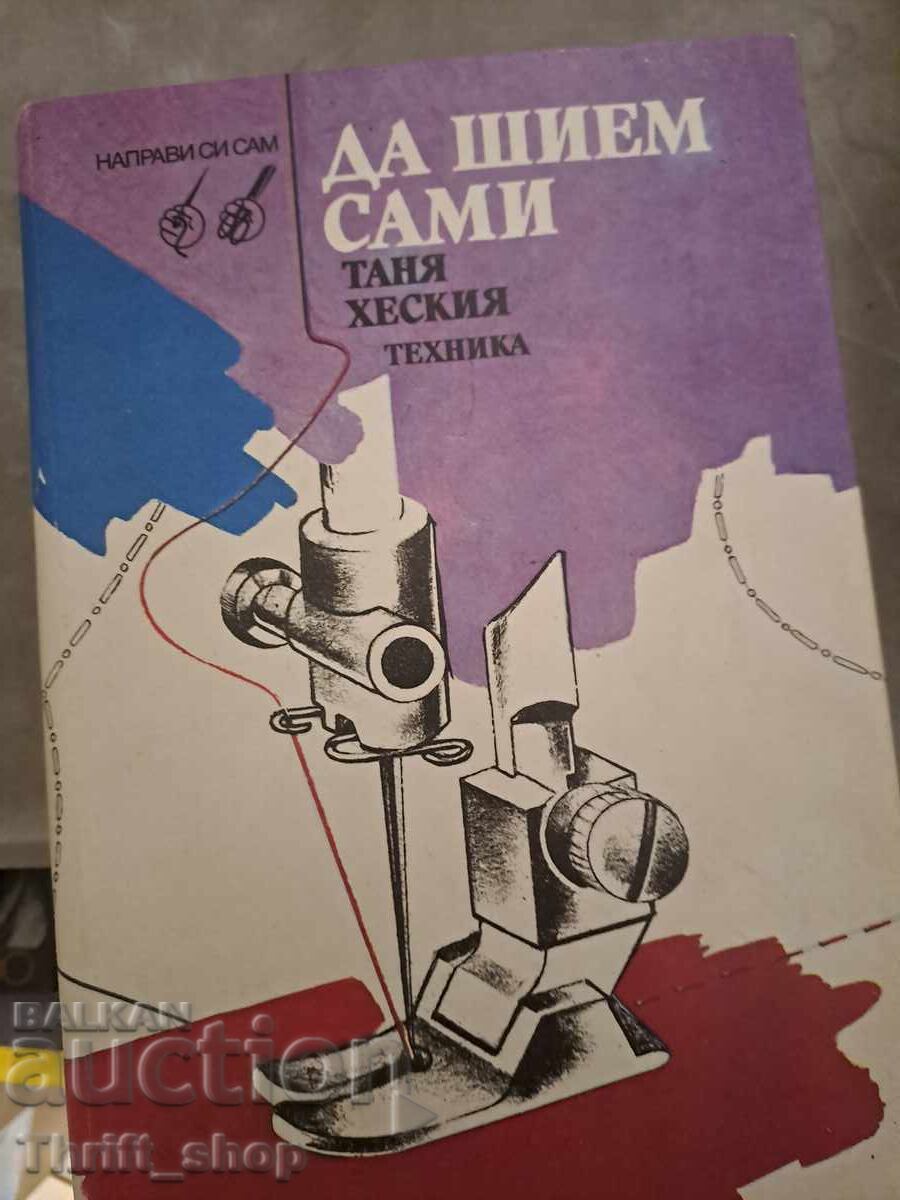 НАПРАВИ СИ САМ
ДА ШИЕМ
САМИ
ТАНЯ
ХЕСКИЯ
ТЕХНИКА
BALKAN
auction
Thrift_shop